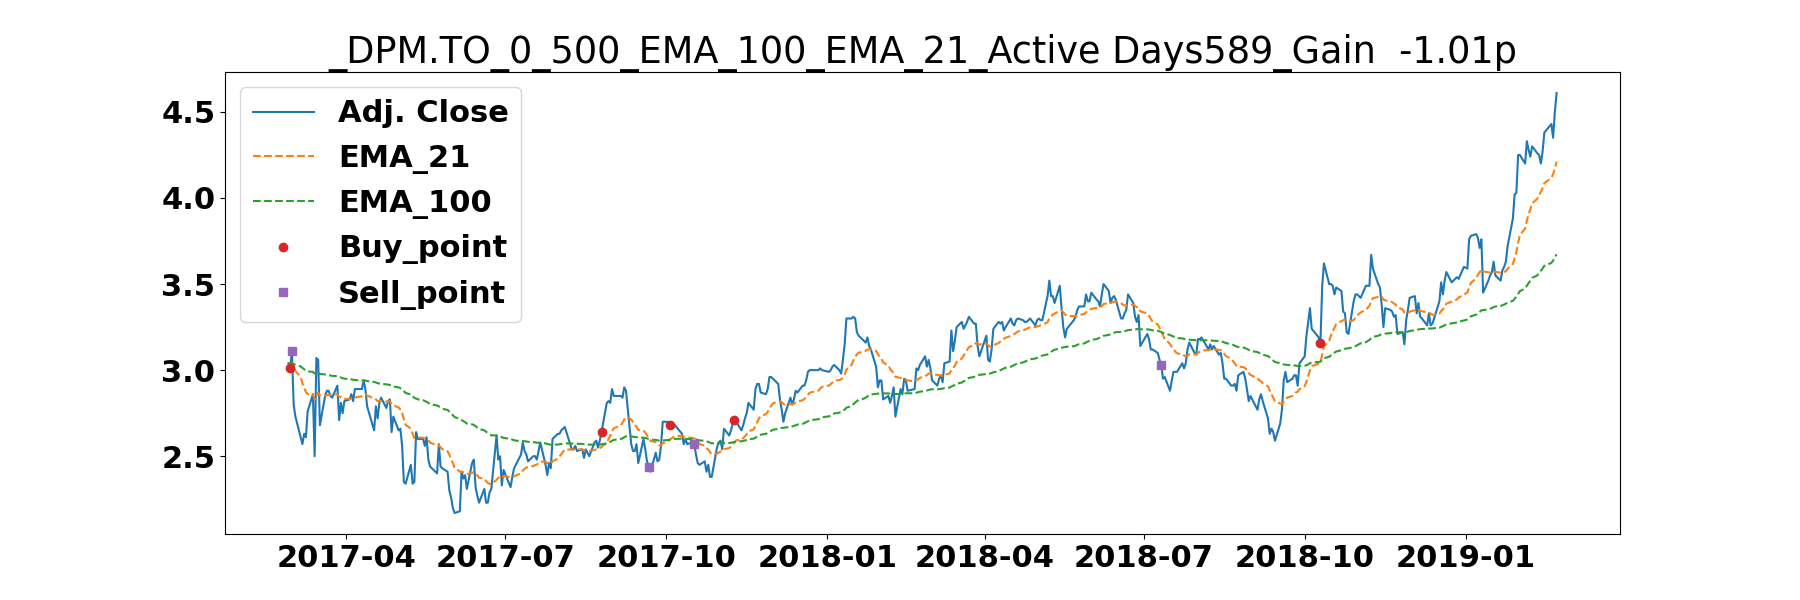 _DPM.TO_0_500_EMA_100_EMA_21_Active Days589_Gain  -1.01p
4.5
4.0
3.5
3.0
2.5
Adj. Close
EMA_21
EMA_100
Buy_point
Sell_point
2017-04 2017-07 2017-10 2018-01 2018-04 2018-07 2018-10 2019-01